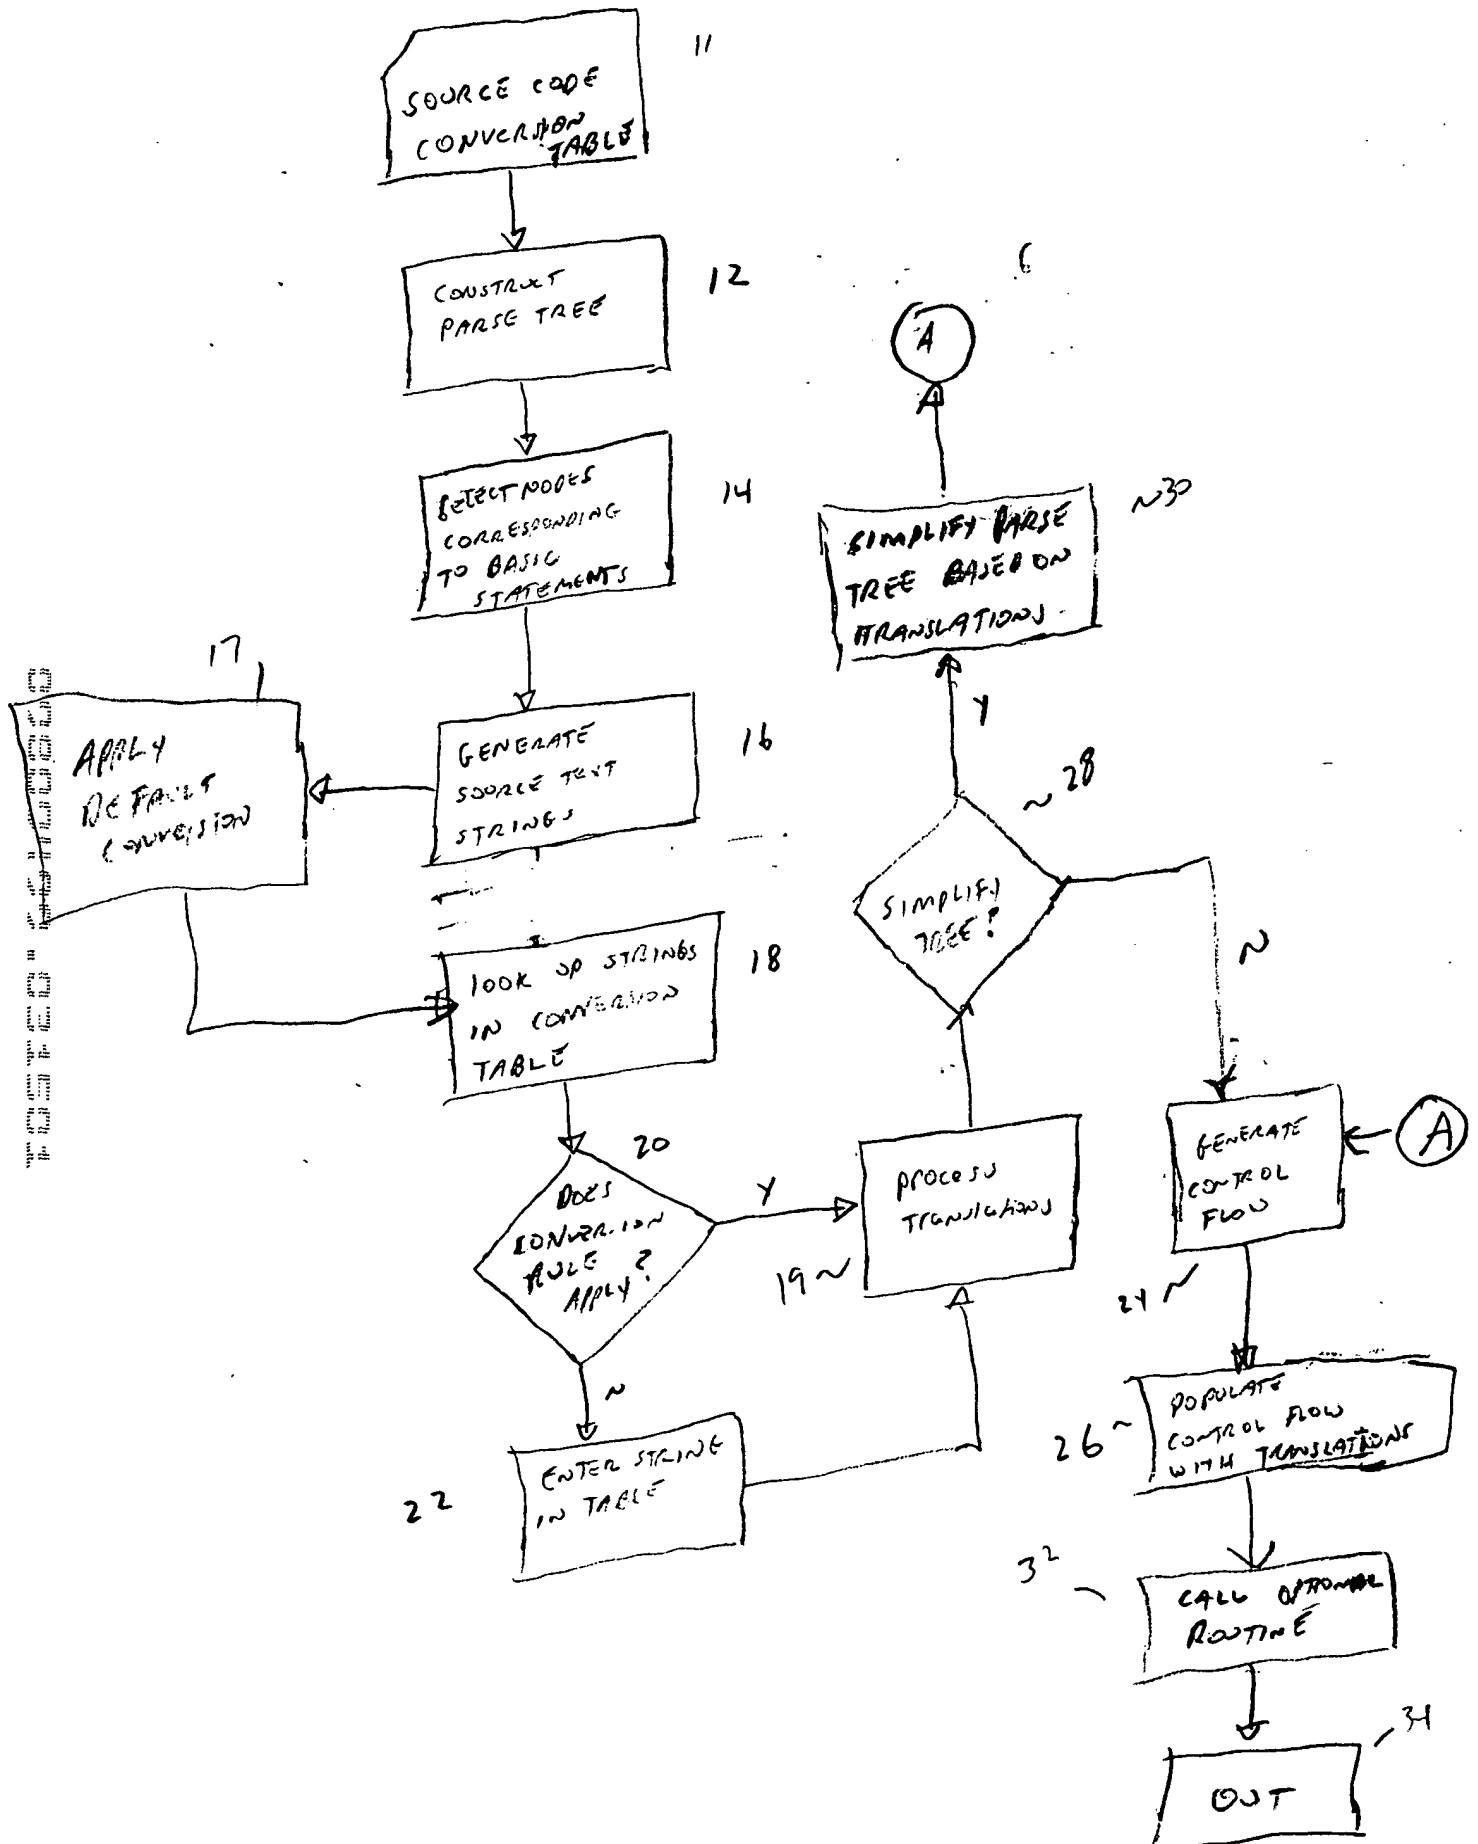 11
SOURCE CODE
CONVERSION
TABLE
12
CONSTRUCT
PARSE TREE
14
SELECT NODES
CORRESPONDING
TO BASIC
STATEMENTS
17
APPLY
DEFAULT
CONVERSION
16
GENERATE
SOURCE TEXT
STRINGS
18
LOOK UP STRINGS
IN CONVERSION
TABLE
20
DOES
CONVERSION
RULE
APPLY?
Y
N
22
ENTER STRING
IN TABLE
19
PROCESS
TRANSLATIONS
28
SIMPLIFY
TREE?
Y
N
30
SIMPLIFY PARSE
TREE BASED ON
TRANSLATIONS
A
6
A
GENERATE
CONTROL
FLOW
24
26
POPULATE
CONTROL FLOW
WITH TRANSLATIONS
32
CALL OPTIONAL
ROUTINE
34
OUT